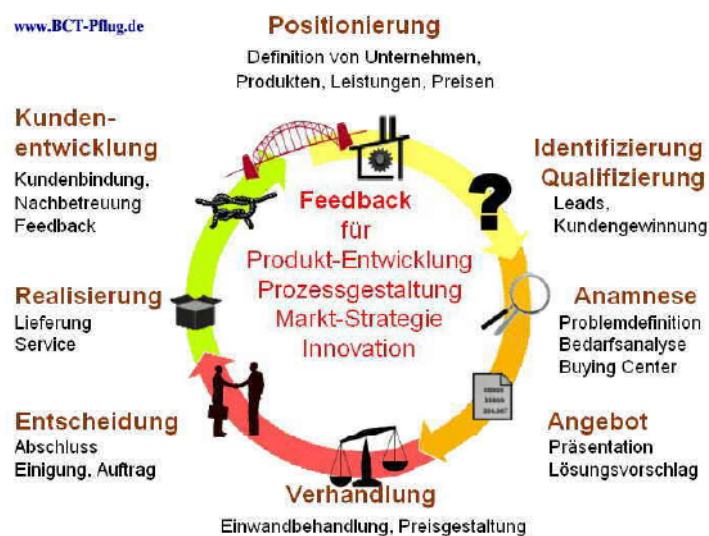 www.BCT-Pflug.de
Positionierung
Definition von Unternehmen,
Produkten, Leistungen, Preisen
Identifizierung
Qualifizierung
Leads,
Kundengewinnung
Anamnese
Problemdefinition
Bedarfsanalyse
Buying Center
Angebot
Präsentation
Lösungsvorschlag
Verhandlung
Einwandbehandlung, Preisgestaltung
Entscheidung
Abschluss
Einigung, Auftrag
Realisierung
Lieferung
Service
Kunden-
entwicklung
Kundenbindung,
Nachbetreuung
Feedback
Feedback
für
Produkt-Entwicklung
Prozessgestaltung
Markt-Strategie
Innovation